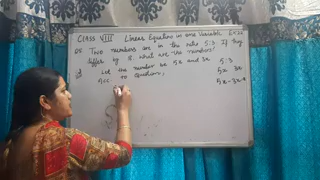 CLASS VIII Linear Equation in one Variable Ex 2.2
Q5. Two numbers are in the ratio 5:3. If they
differ by 18. what are the numbers?
Let the number be 5x and 3x 5:3
Acc. to question, 5x 3x
5x-3x